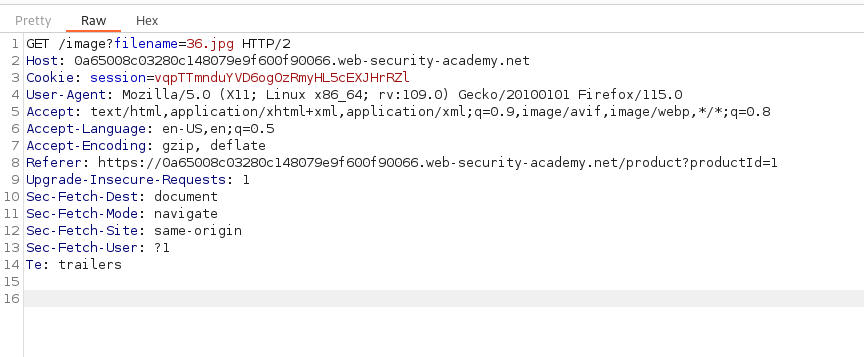 Pretty Raw Hex
1 GET /image?filename=36.jpg HTTP/2
2 Host: 0a65008c03280c148079e9f600f90066.web-security-academy.net
3 Cookie: session=vqpTTmnduYVD6ogOzRmyHL5cEXJHrRZl
4 User-Agent: Mozilla/5.0 (X11; Linux x86_64; rv:109.0) Gecko/20100101 Firefox/115.0
5 Accept: text/html,application/xhtml+xml,application/xml;q=0.9,image/avif,image/webp,*/*;q=0.8
6 Accept-Language: en-US,en;q=0.5
7 Accept-Encoding: gzip, deflate
8 Referer: https://0a65008c03280c148079e9f600f90066.web-security-academy.net/product?productId=1
9 Upgrade-Insecure-Requests: 1
10 Sec-Fetch-Dest: document
11 Sec-Fetch-Mode: navigate
12 Sec-Fetch-Site: same-origin
13 Sec-Fetch-User: ?1
14 Te: trailers
15
16